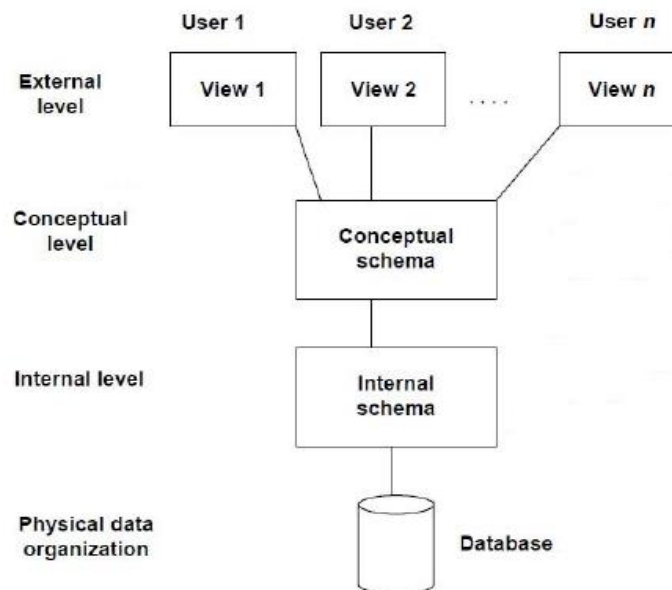 User 1
User 2
User n
External
level
View 1
View 2
. . . .
View n
Conceptual
level
Conceptual
schema
Internal level
Internal
schema
Physical data
organization
Database